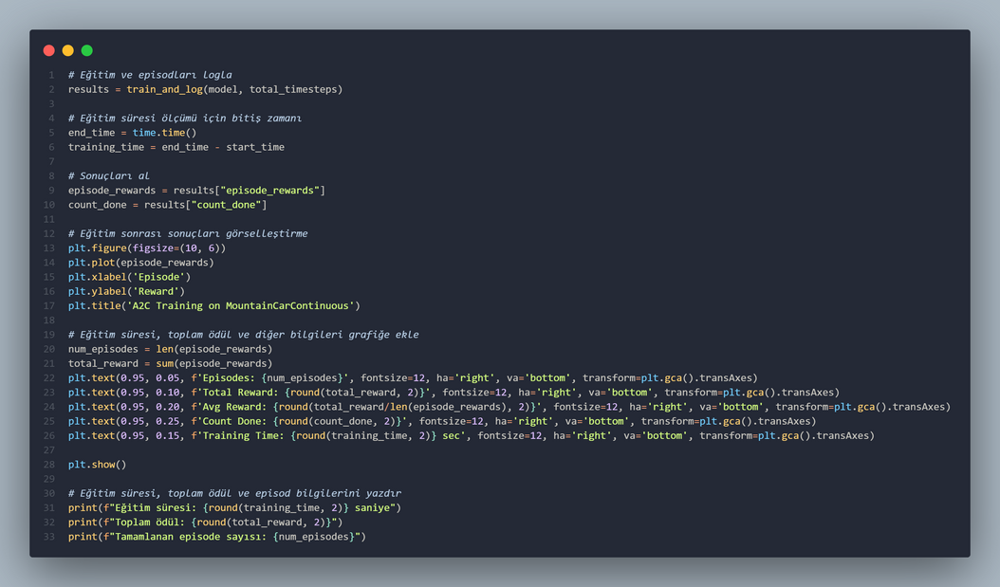 1 # Eğitim ve episodları logla
2 results = train_and_log(model, total_timesteps)
3
4 # Eğitim süresi ölçümü için bitiş zamanı
5 end_time = time.time()
6 training_time = end_time - start_time
7
8 # Sonuçları al
9 episode_rewards = results["episode_rewards"]
10 count_done = results["count_done"]
11
12 # Eğitim sonrası sonuçları görselleştirme
13 plt.figure(figsize=(10, 6))
14 plt.plot(episode_rewards)
15 plt.xlabel('Episode')
16 plt.ylabel('Reward')
17 plt.title('A2C Training on MountainCarContinuous')
18
19 # Eğitim süresi, toplam ödül ve diğer bilgileri grafiğe ekle
20 num_episodes = len(episode_rewards)
21 total_reward = sum(episode_rewards)
22 plt.text(0.95, 0.05, f'Episodes: {num_episodes}', fontsize=12, ha='right', va='bottom', transform=plt.gca().transAxes)
23 plt.text(0.95, 0.10, f'Total Reward: {round(total_reward, 2)}', fontsize=12, ha='right', va='bottom', transform=plt.gca().transAxes)
24 plt.text(0.95, 0.20, f'Avg Reward: {round(total_reward/len(episode_rewards), 2)}', fontsize=12, ha='right', va='bottom', transform=plt.gca().transAxes)
25 plt.text(0.95, 0.25, f'Count Done: {round(count_done, 2)}', fontsize=12, ha='right', va='bottom', transform=plt.gca().transAxes)
26 plt.text(0.95, 0.15, f'Training Time: {round(training_time, 2)} sec', fontsize=12, ha='right', va='bottom', transform=plt.gca().transAxes)
27
28 plt.show()
29
30 # Eğitim süresi, toplam ödül ve episod bilgilerini yazdır
31 print(f"Eğitim süresi: {round(training_time, 2)} saniye")
32 print(f"Toplam ödül: {round(total_reward, 2)}")
33 print(f"Tamamlanan episode sayısı: {num_episodes}")